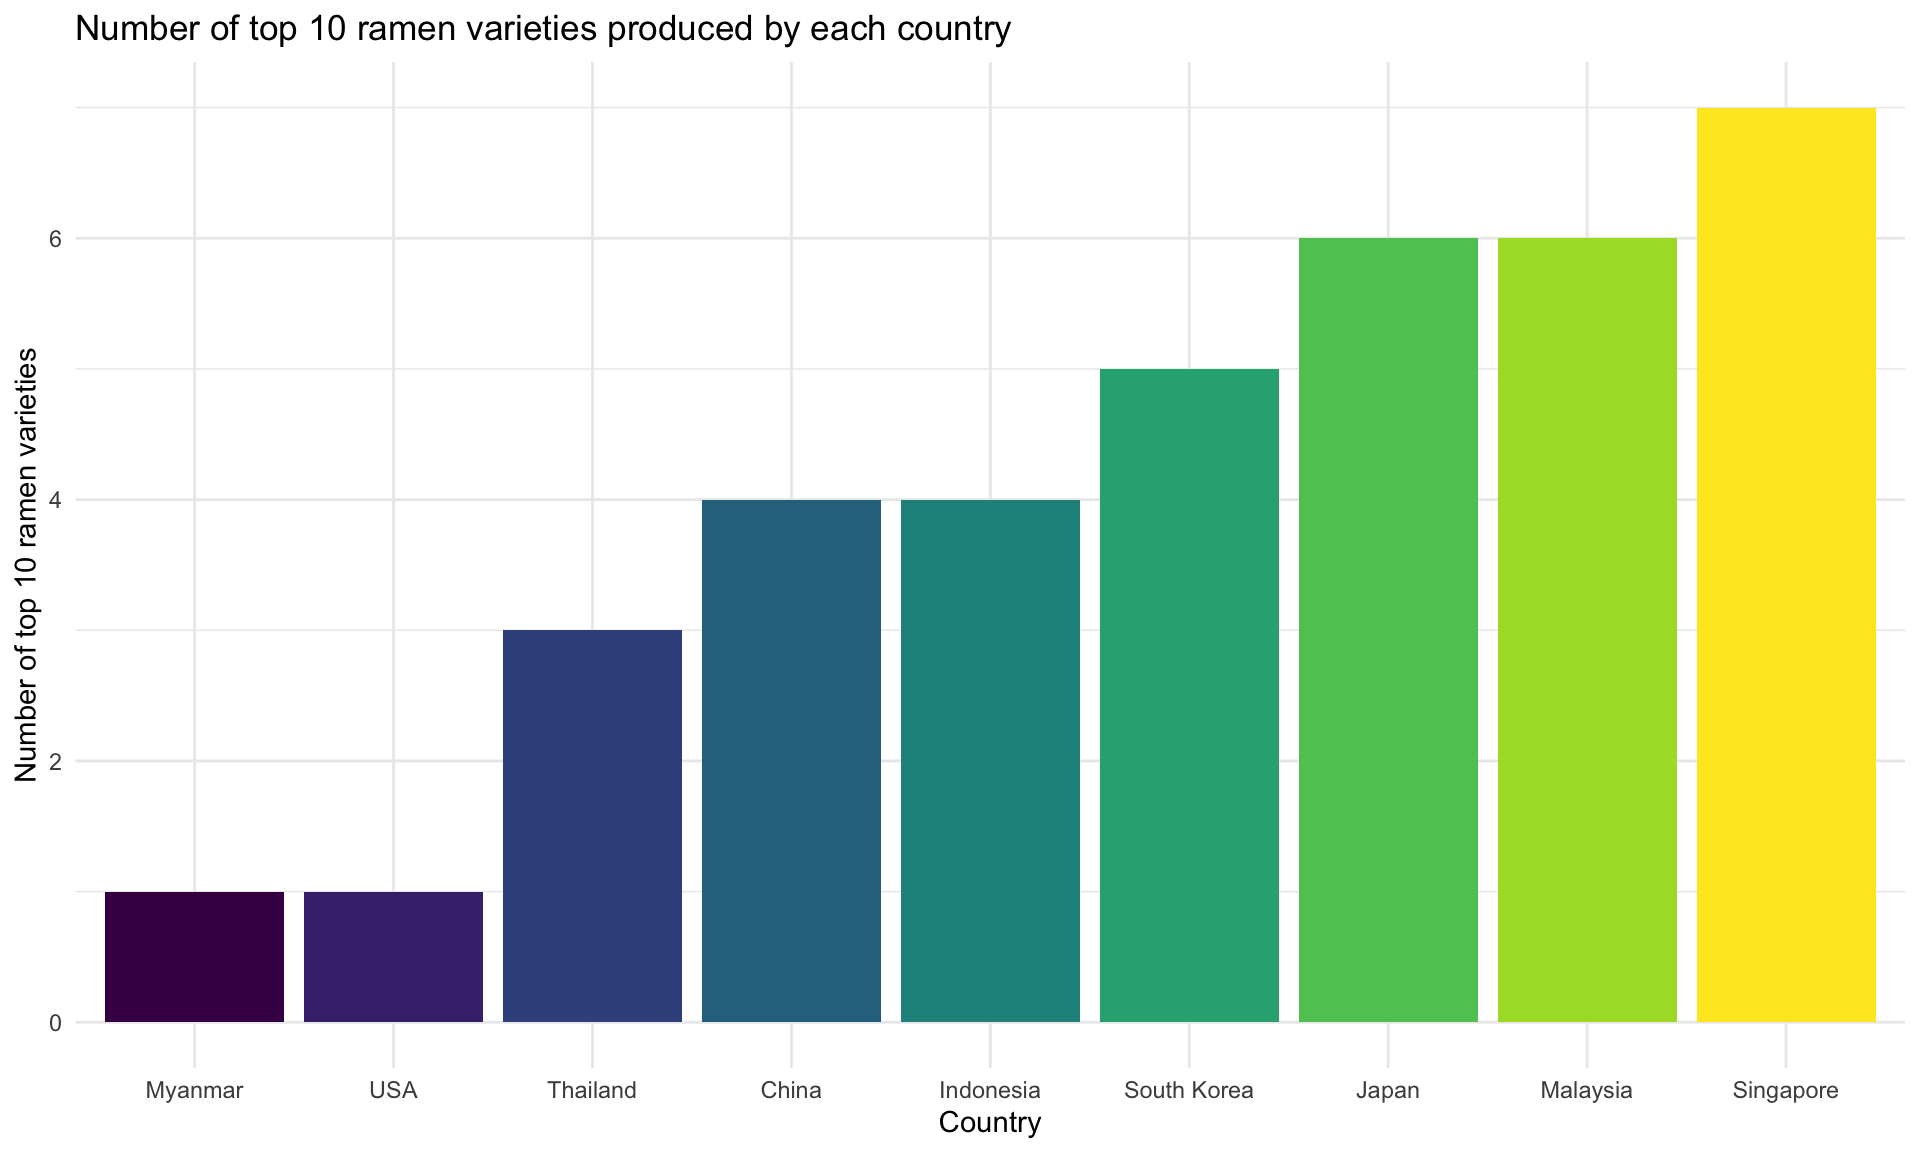 Number of top 10 ramen varieties produced by each country
Number of top 10 ramen varieties
6
4
2
0
Myanmar USA Thailand China Indonesia South Korea Japan Malaysia Singapore
Country